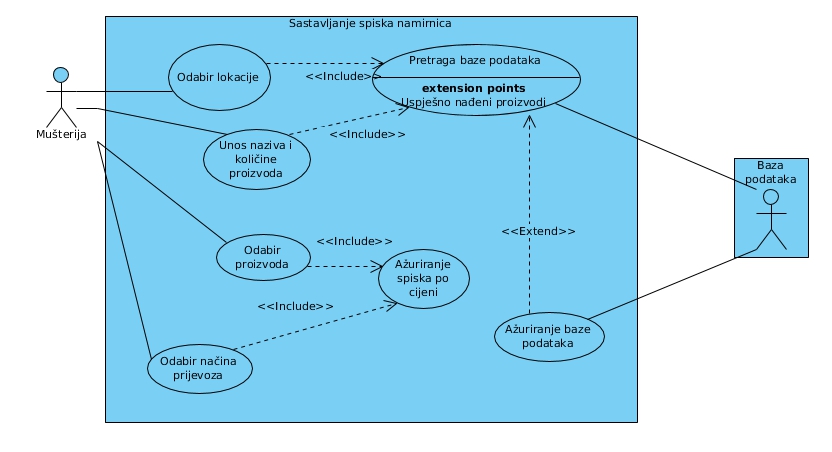 Sastavljanje spiska namirnica
Odabir lokacije
Pretraga baze podataka
<<Include>>
extension points
Uspješno nađeni proizvodi
Mušterija
<<Include>>
Unos naziva i
količine
proizvoda
Baza
podataka
<<Extend>>
<<Include>>
Odabir
proizvoda
Ažuriranje
spiska po
cijeni
<<Include>>
Ažuriranje baze
podataka
Odabir načina
prijevoza